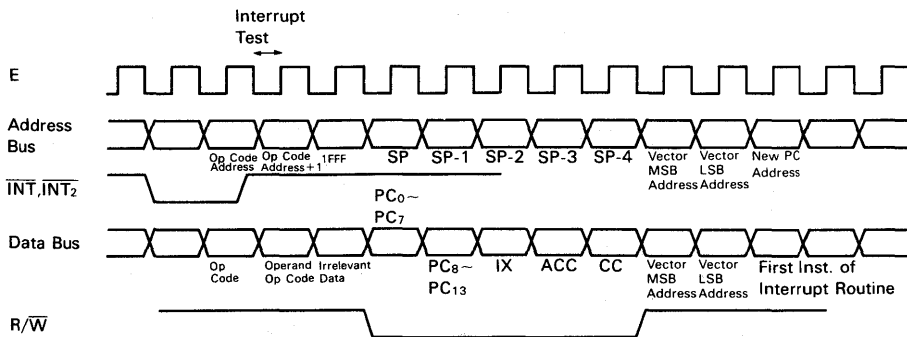 Interrupt
Test
E
Address
Bus
Op Code
Address
Op Code
Address+1
1FFF
SP
SP-1
SP-2
SP-3
SP-4
Vector
MSB
Address
Vector
LSB
Address
New PC
Address
INT,INT₂
PC₀~
PC₇
Data Bus
Op
Code
Operand
Op Code
Irrelevant
Data
PC₈~
PC₁₃
IX
ACC
CC
Vector
MSB
Address
Vector
LSB
Address
First Inst. of
Interrupt Routine
R/W